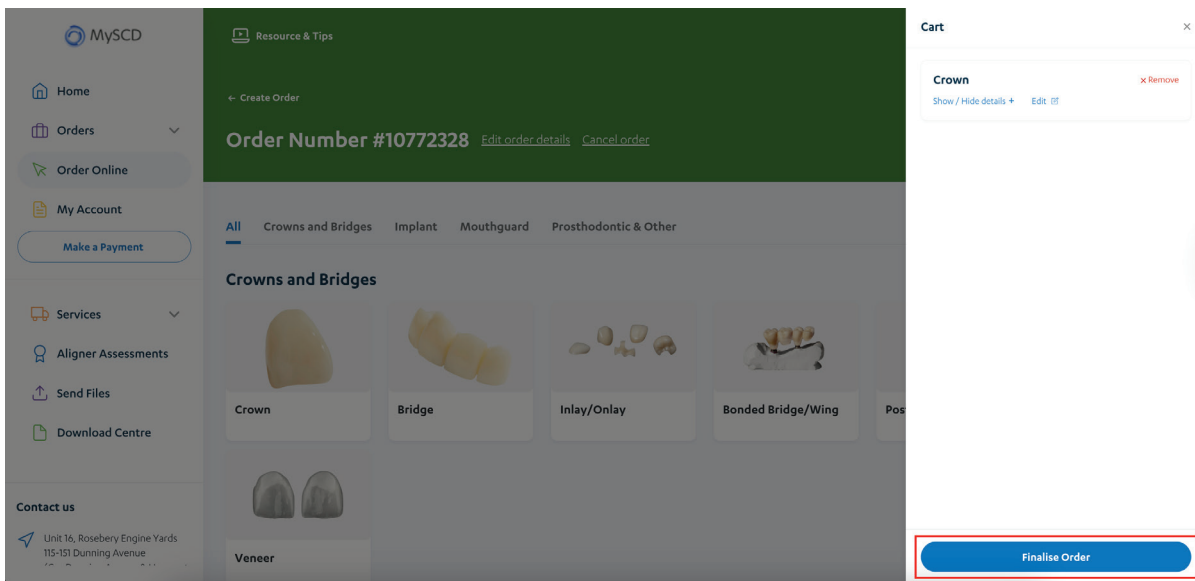 MySCD
Home
Orders
Order Online
My Account
Make a Payment
Services
Aligner Assessments
Send Files
Download Centre
Contact us
Unit 16, Rosebery Engine Yards
115-151 Dunning Avenue
Resource & Tips
← Create Order
Order Number #10772328 Edit order details Cancel order
All Crowns and Bridges Implant Mouthguard Prosthodontic & Other
Crowns and Bridges
Crown Bridge Inlay/Onlay Bonded Bridge/Wing
Veneer
Cart ×
Crown × Remove
Show / Hide details + Edit
Finalise Order